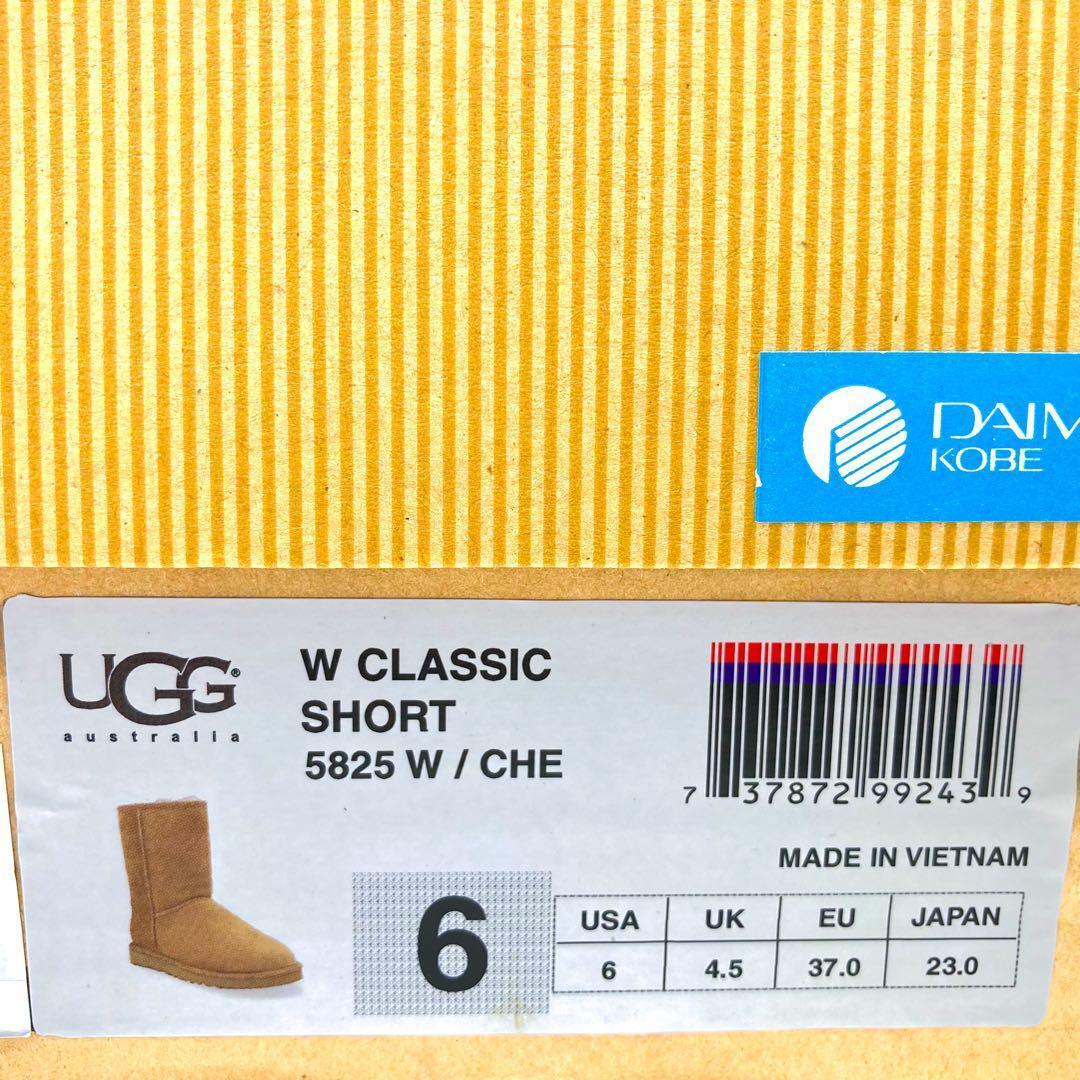 DAIM
KOBE
UGG®
australia
W CLASSIC
SHORT
5825 W / CHE
7 37872 99243 9
MADE IN VIETNAM
6
USA UK EU JAPAN
6 4.5 37.0 23.0